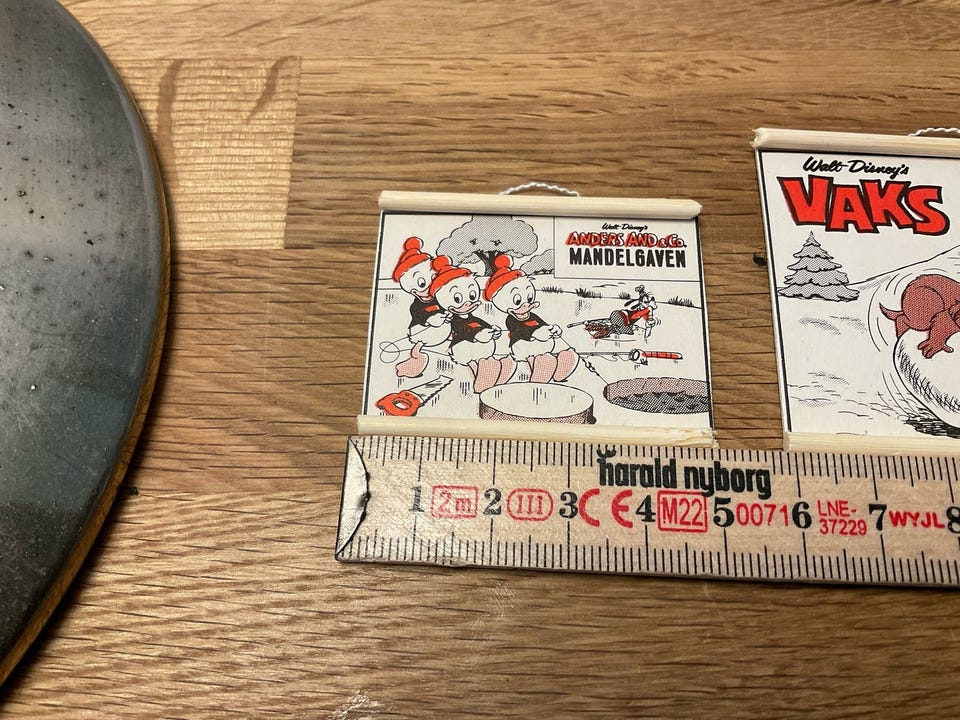 Walt Disney's
ANDERS AND & Co.
MANDELGAVEN
Walt Disney's
VAKS
harald nyborg
1 2m 2 III 3 CE 4 M22 5 00716 LNE-37229 7 WYJL 8